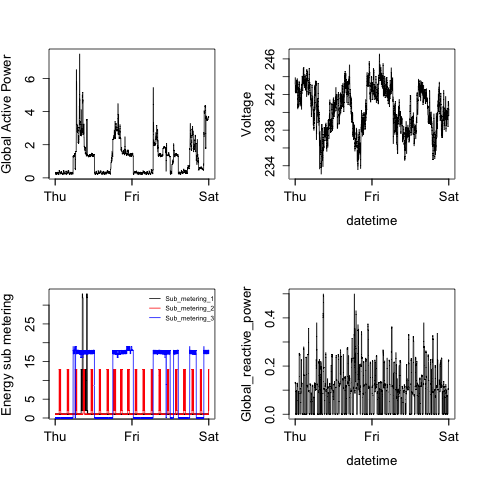 Global Active Power
0 2 4 6
Thu Fri Sat
Voltage
234 238 242 246
Thu Fri Sat
datetime
Energy sub metering
0 5 15 25
Sub_metering_1
Sub_metering_2
Sub_metering_3
Thu Fri Sat
Global_reactive_power
0.0 0.2 0.4
Thu Fri Sat
datetime